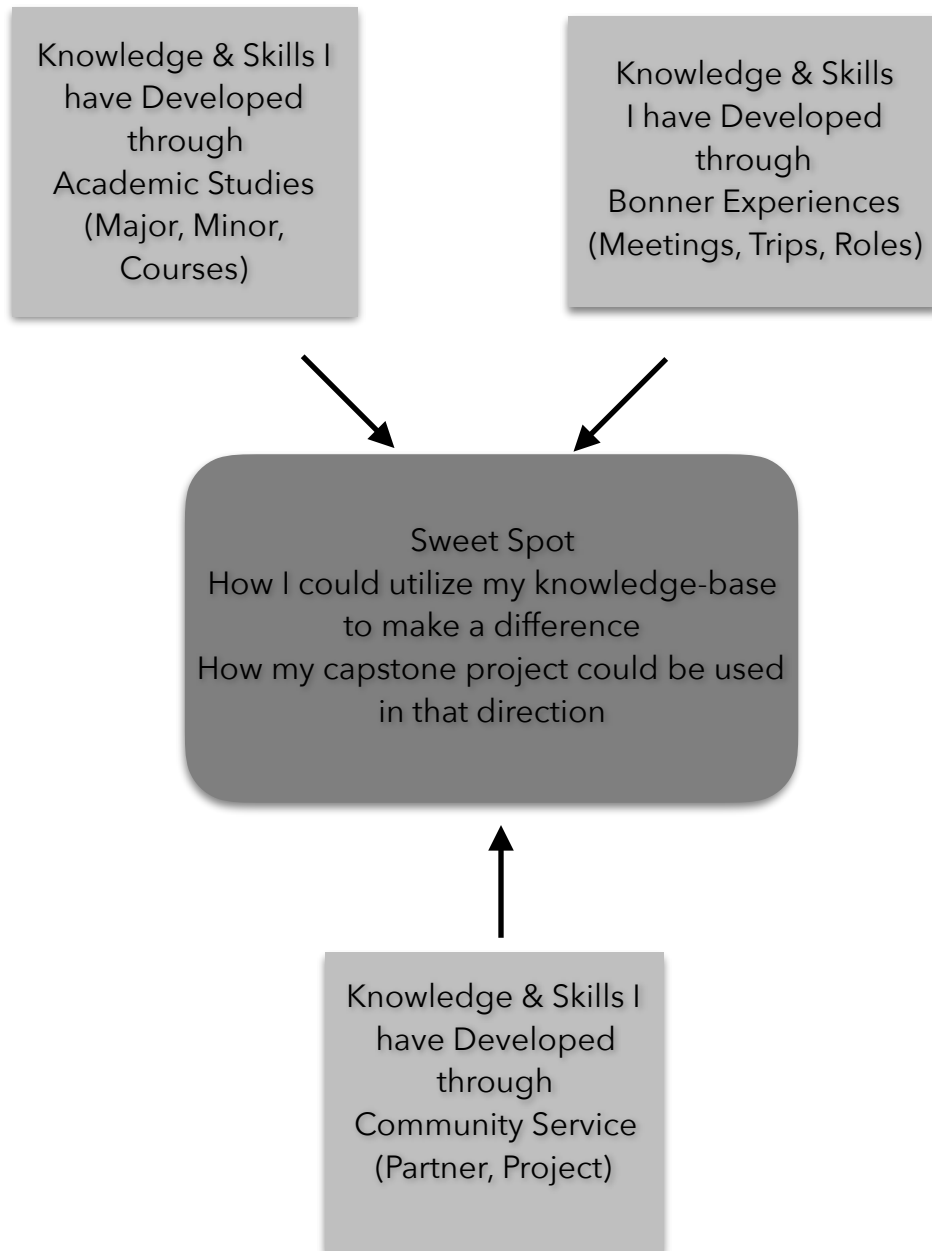 Knowledge & Skills I
have Developed
through
Academic Studies
(Major, Minor,
Courses)
Knowledge & Skills
I have Developed
through
Bonner Experiences
(Meetings, Trips, Roles)
Sweet Spot
How I could utilize my knowledge-base
to make a difference
How my capstone project could be used
in that direction
Knowledge & Skills I
have Developed
through
Community Service
(Partner, Project)